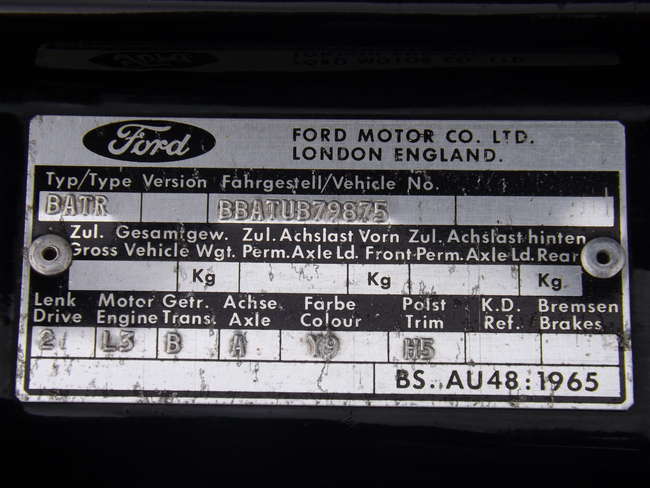 Ford
FORD MOTOR CO. LTD.
LONDON ENGLAND.
Typ/Type Version Fahrgestell/Vehicle No.
BATR BBATUB79875
Zul. Gesamtgew. Zul. Achslast Vorn Zul. Achslast hinten
Gross Vehicle Wgt. Perm. Axle Ld. Front Perm. Axle Ld. Rear
Kg Kg Kg
Lenk Motor Getr. Achse. Farbe Polst K.D. Bremsen
Drive Engine Trans. Axle Colour Trim Ref. Brakes
2 L3 B A Y9 H5
BS. AU48:1965